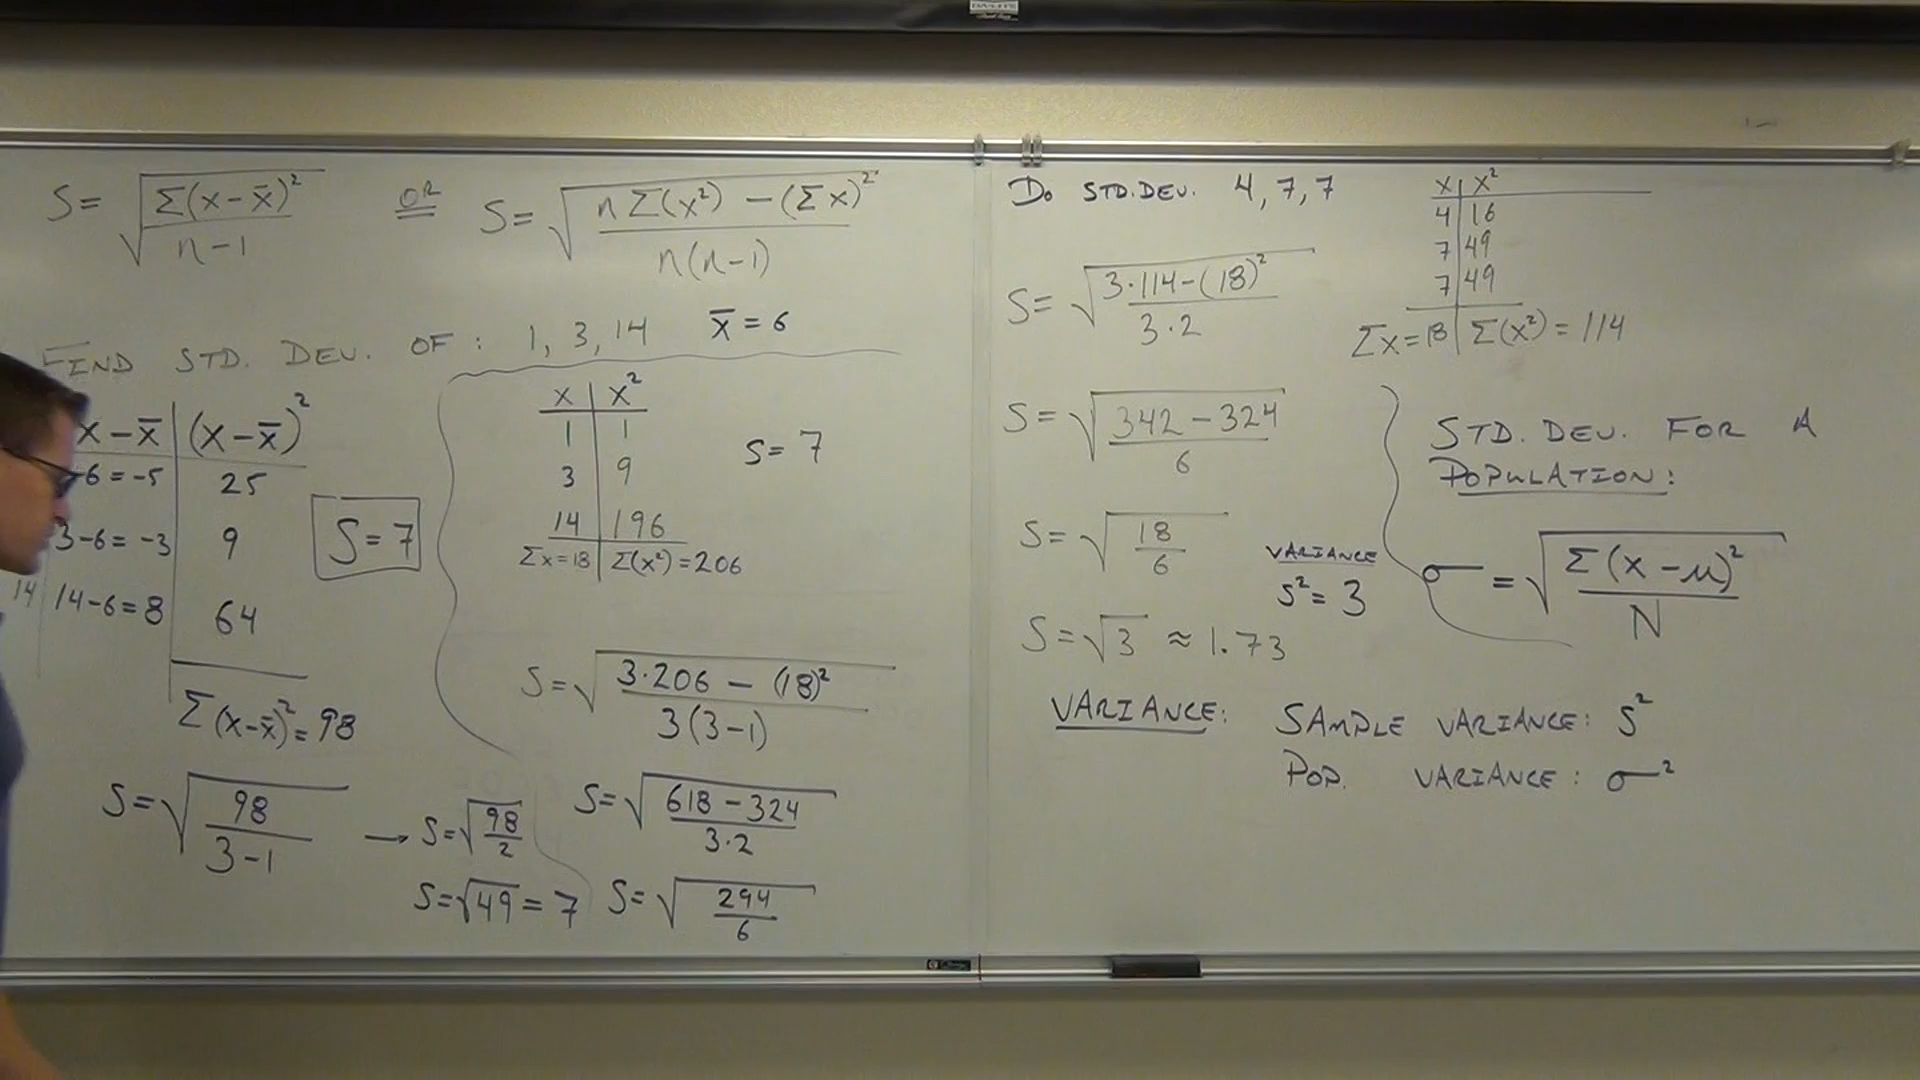 S = √(Σ(x-x̄)² / n-1) OR S = √(nΣ(x²) - (Σx)² / n(n-1))
FIND STD. DEV. OF: 1, 3, 14 x̄ = 6
x-x̄ | (x-x̄)²
-6 = -5 | 25
3-6 = -3 | 9
14 14-6 = 8 | 64
Σ(x-x̄)² = 98
S = 7
S = √(98 / 3-1) → S = √(98 / 2)
S = √49 = 7
x | x²
1 | 1
3 | 9
14 | 196
Σx = 18 | Σ(x²) = 206
S = 7
S = √(3·206 - (18)² / 3(3-1))
S = √(618 - 324 / 3·2)
S = √(294 / 6)
DO STD. DEV. 4, 7, 7
x | x²
4 | 16
7 | 49
7 | 49
Σx = 18 | Σ(x²) = 114
S = √(3·114 - (18)² / 3·2)
S = √(342 - 324 / 6)
S = √(18 / 6)
S = √3 ≈ 1.73
VARIANCE
S² = 3
STD. DEV. FOR A
POPULATION:
σ = √(Σ(x-μ)² / N)
VARIANCE: SAMPLE VARIANCE: S²
POP. VARIANCE: σ²